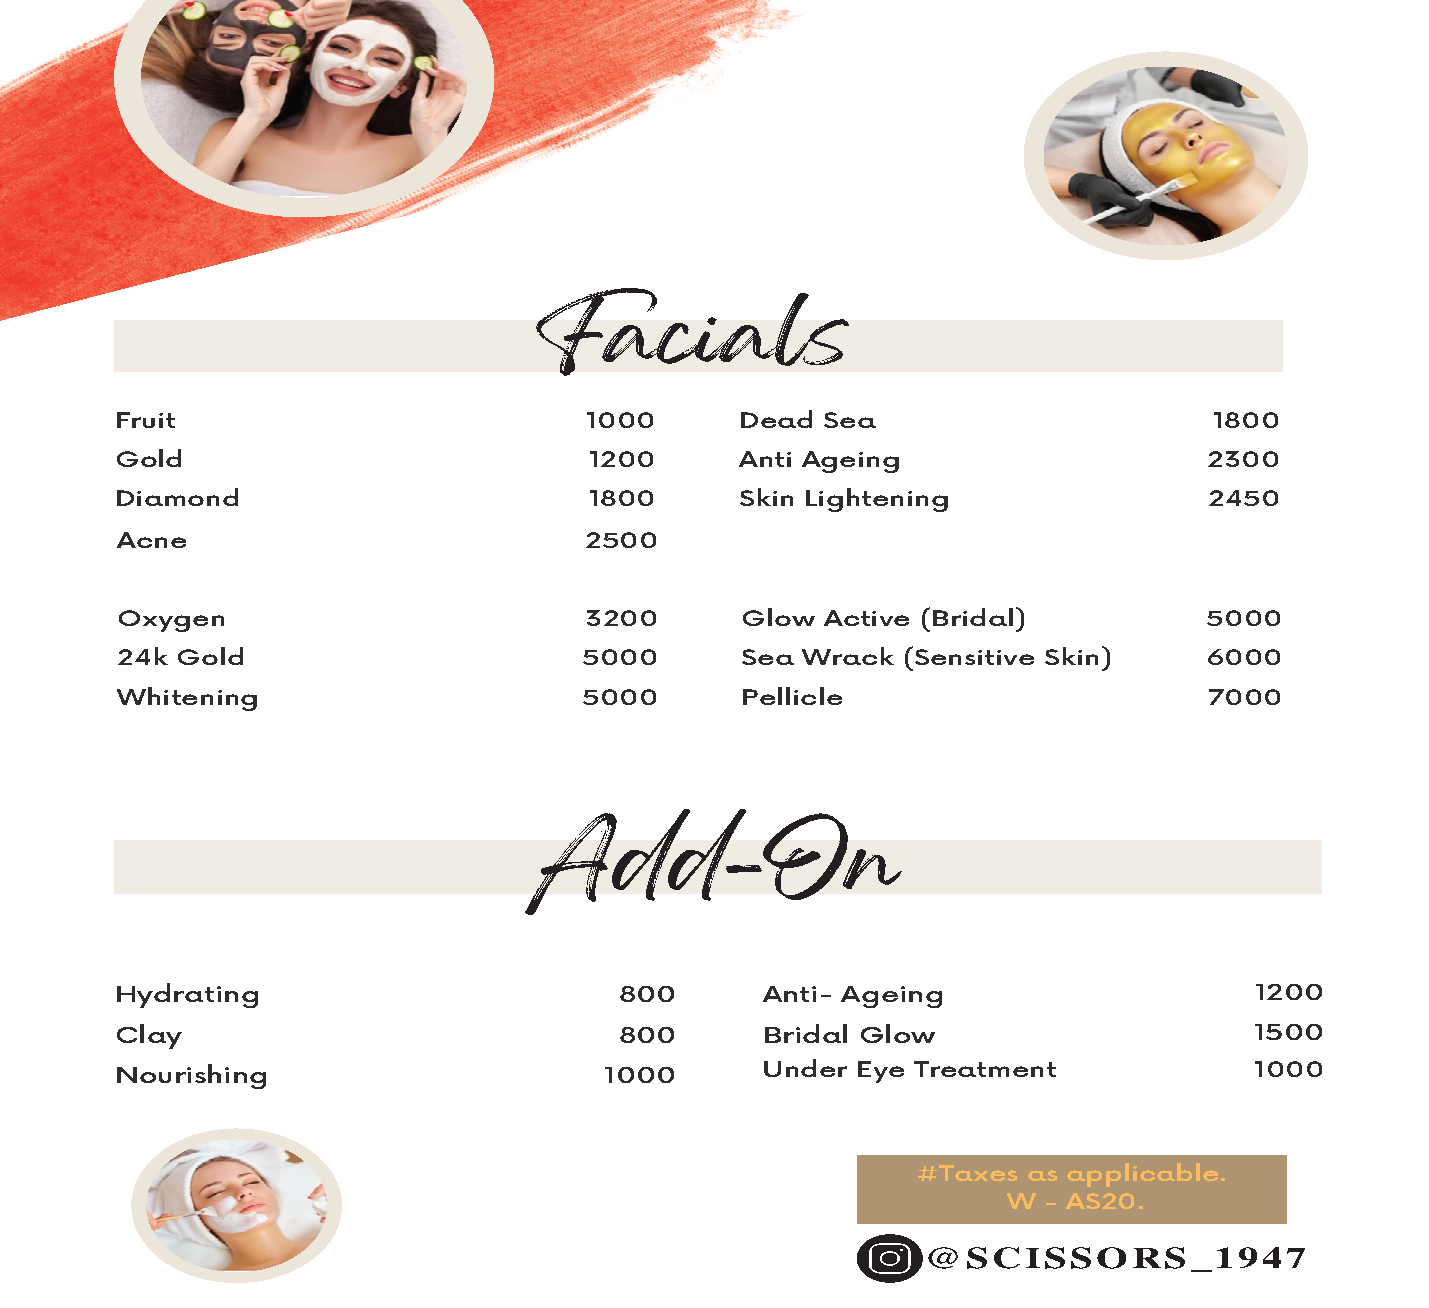 Facials
Fruit 1000 Dead Sea 1800
Gold 1200 Anti Ageing 2300
Diamond 1800 Skin Lightening 2450
Acne 2500
Oxygen 3200 Glow Active (Bridal) 5000
24k Gold 5000 Sea Wrack (Sensitive Skin) 6000
Whitening 5000 Pellicle 7000
Add-On
Hydrating 800 Anti- Ageing 1200
Clay 800 Bridal Glow 1500
Nourishing 1000 Under Eye Treatment 1000
#Taxes as applicable.
W - AS20.
@SCISSORS_1947